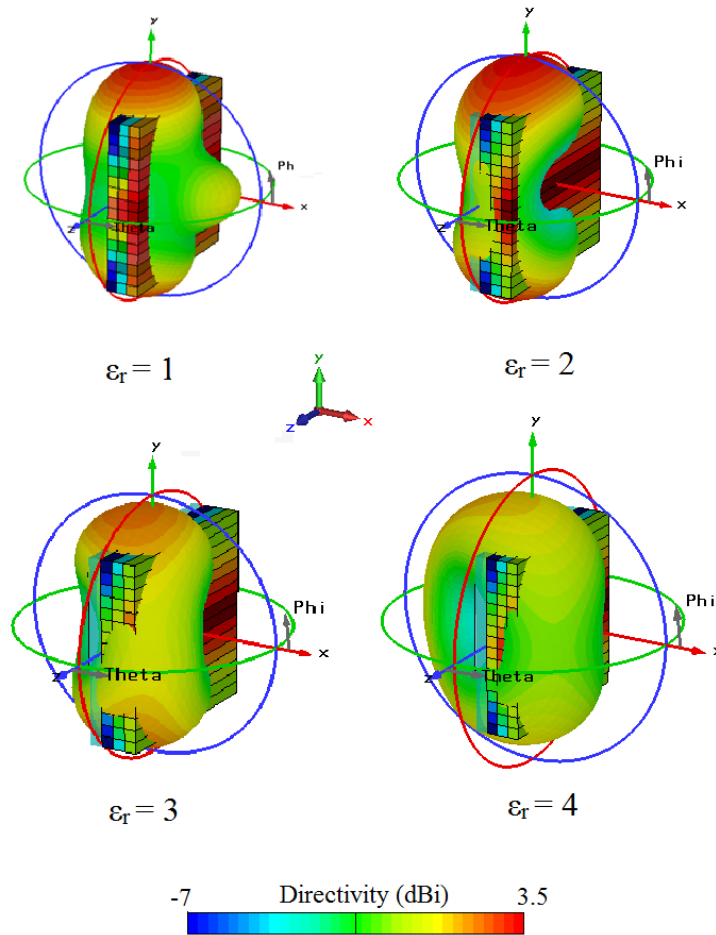 y
Ph
x
z
Theta
εr = 1
y
Phi
x
z
Theta
εr = 2
y
x
z
y
Phi
x
z
Theta
εr = 3
y
Phi
x
z
Theta
εr = 4
-7 Directivity (dBi) 3.5